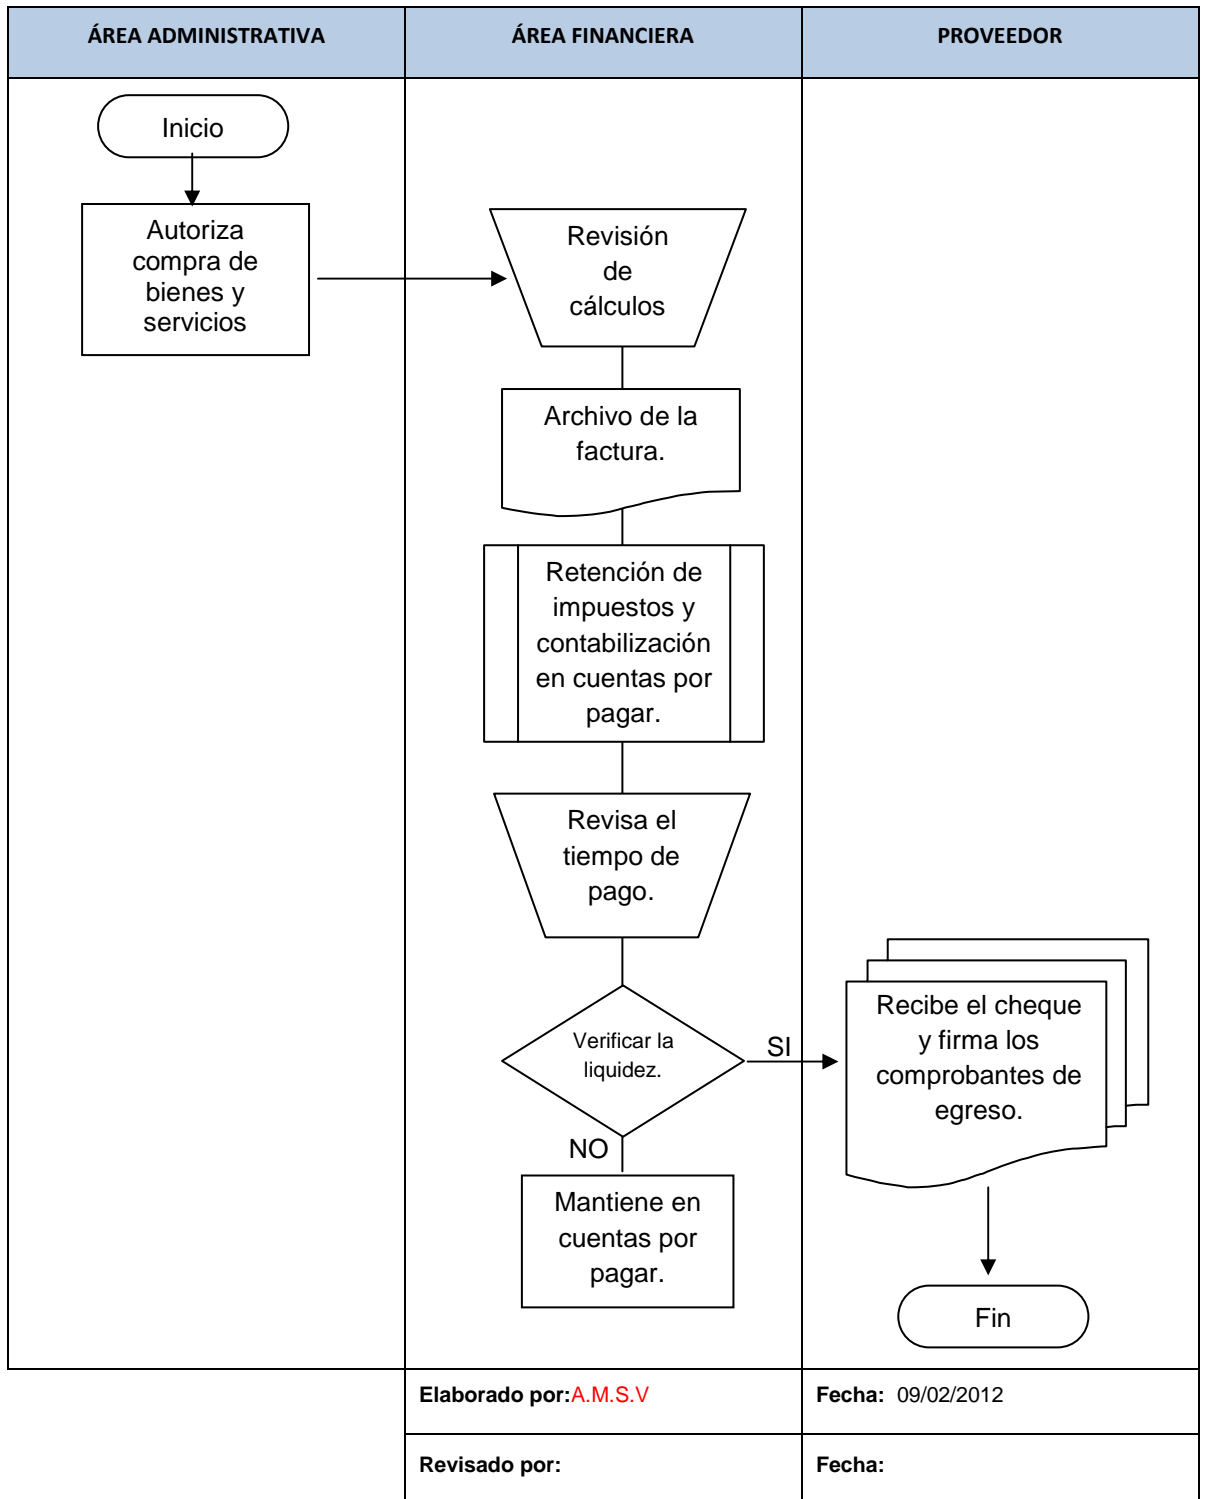 ÁREA ADMINISTRATIVA
ÁREA FINANCIERA
PROVEEDOR
Inicio
Autoriza
compra de
bienes y
servicios
Revisión
de
cálculos
Archivo de la
factura.
Retención de
impuestos y
contabilización
en cuentas por
pagar.
Revisa el
tiempo de
pago.
Verificar la
liquidez.
SI
NO
Mantiene en
cuentas por
pagar.
Recibe el cheque
y firma los
comprobantes de
egreso.
Fin
Elaborado por:A.M.S.V
Fecha: 09/02/2012
Revisado por:
Fecha: